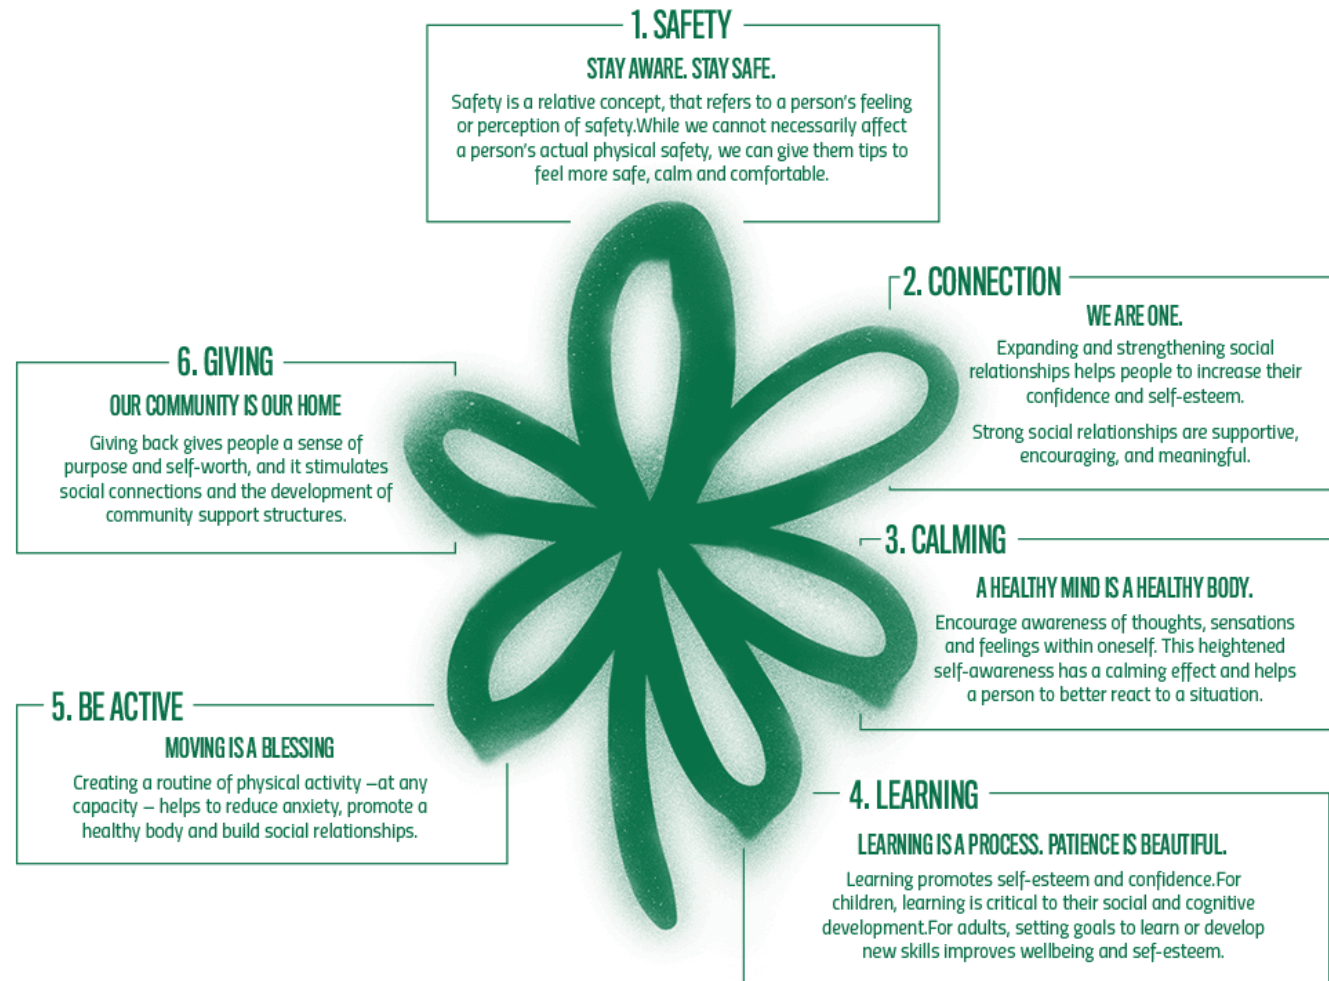 1. SAFETY
STAY AWARE. STAY SAFE.
Safety is a relative concept, that refers to a person's feeling
or perception of safety.While we cannot necessarily affect
a person's actual physical safety, we can give them tips to
feel more safe, calm and comfortable.
2. CONNECTION
WE ARE ONE.
Expanding and strengthening social
relationships helps people to increase their
confidence and self-esteem.
Strong social relationships are supportive,
encouraging, and meaningful.
3. CALMING
A HEALTHY MIND IS A HEALTHY BODY.
Encourage awareness of thoughts, sensations
and feelings within oneself. This heightened
self-awareness has a calming effect and helps
a person to better react to a situation.
4. LEARNING
LEARNING IS A PROCESS. PATIENCE IS BEAUTIFUL.
Learning promotes self-esteem and confidence.For
children, learning is critical to their social and cognitive
development.For adults, setting goals to learn or develop
new skills improves wellbeing and sef-esteem.
5. BE ACTIVE
MOVING IS A BLESSING
Creating a routine of physical activity –at any
capacity – helps to reduce anxiety, promote a
healthy body and build social relationships.
6. GIVING
OUR COMMUNITY IS OUR HOME
Giving back gives people a sense of
purpose and self-worth, and it stimulates
social connections and the development of
community support structures.